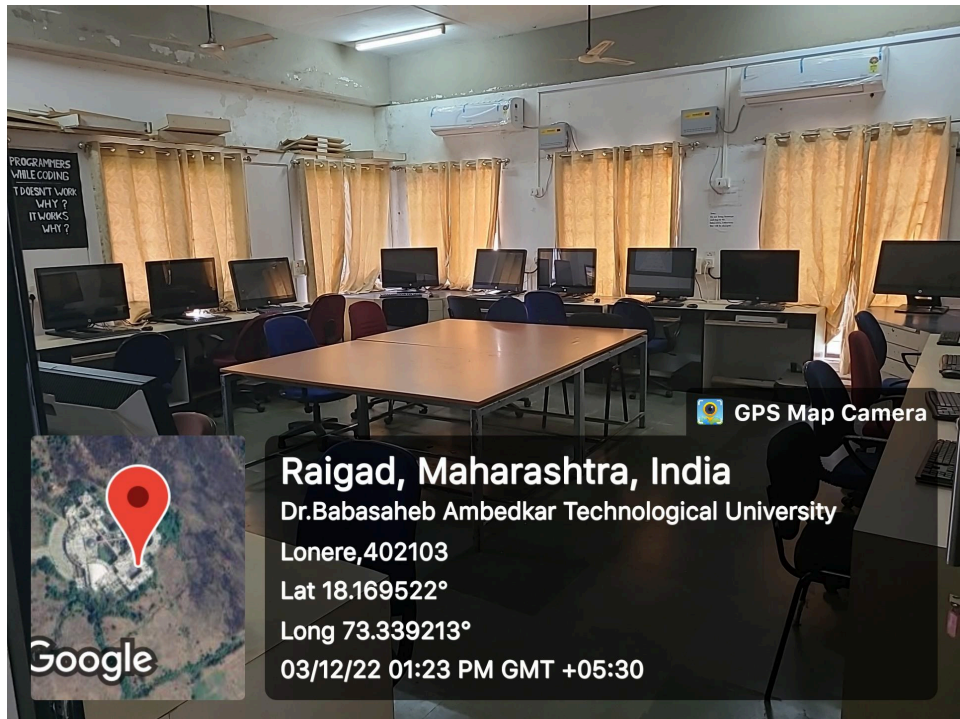 PROGRAMMERS
WHILE CODING
T DOESN'T WORK
WHY ?
IT WORKS
WHY ?
GPS Map Camera
Raigad, Maharashtra, India
Dr.Babasaheb Ambedkar Technological University
Lonere,402103
Lat 18.169522°
Long 73.339213°
03/12/22 01:23 PM GMT +05:30
Google